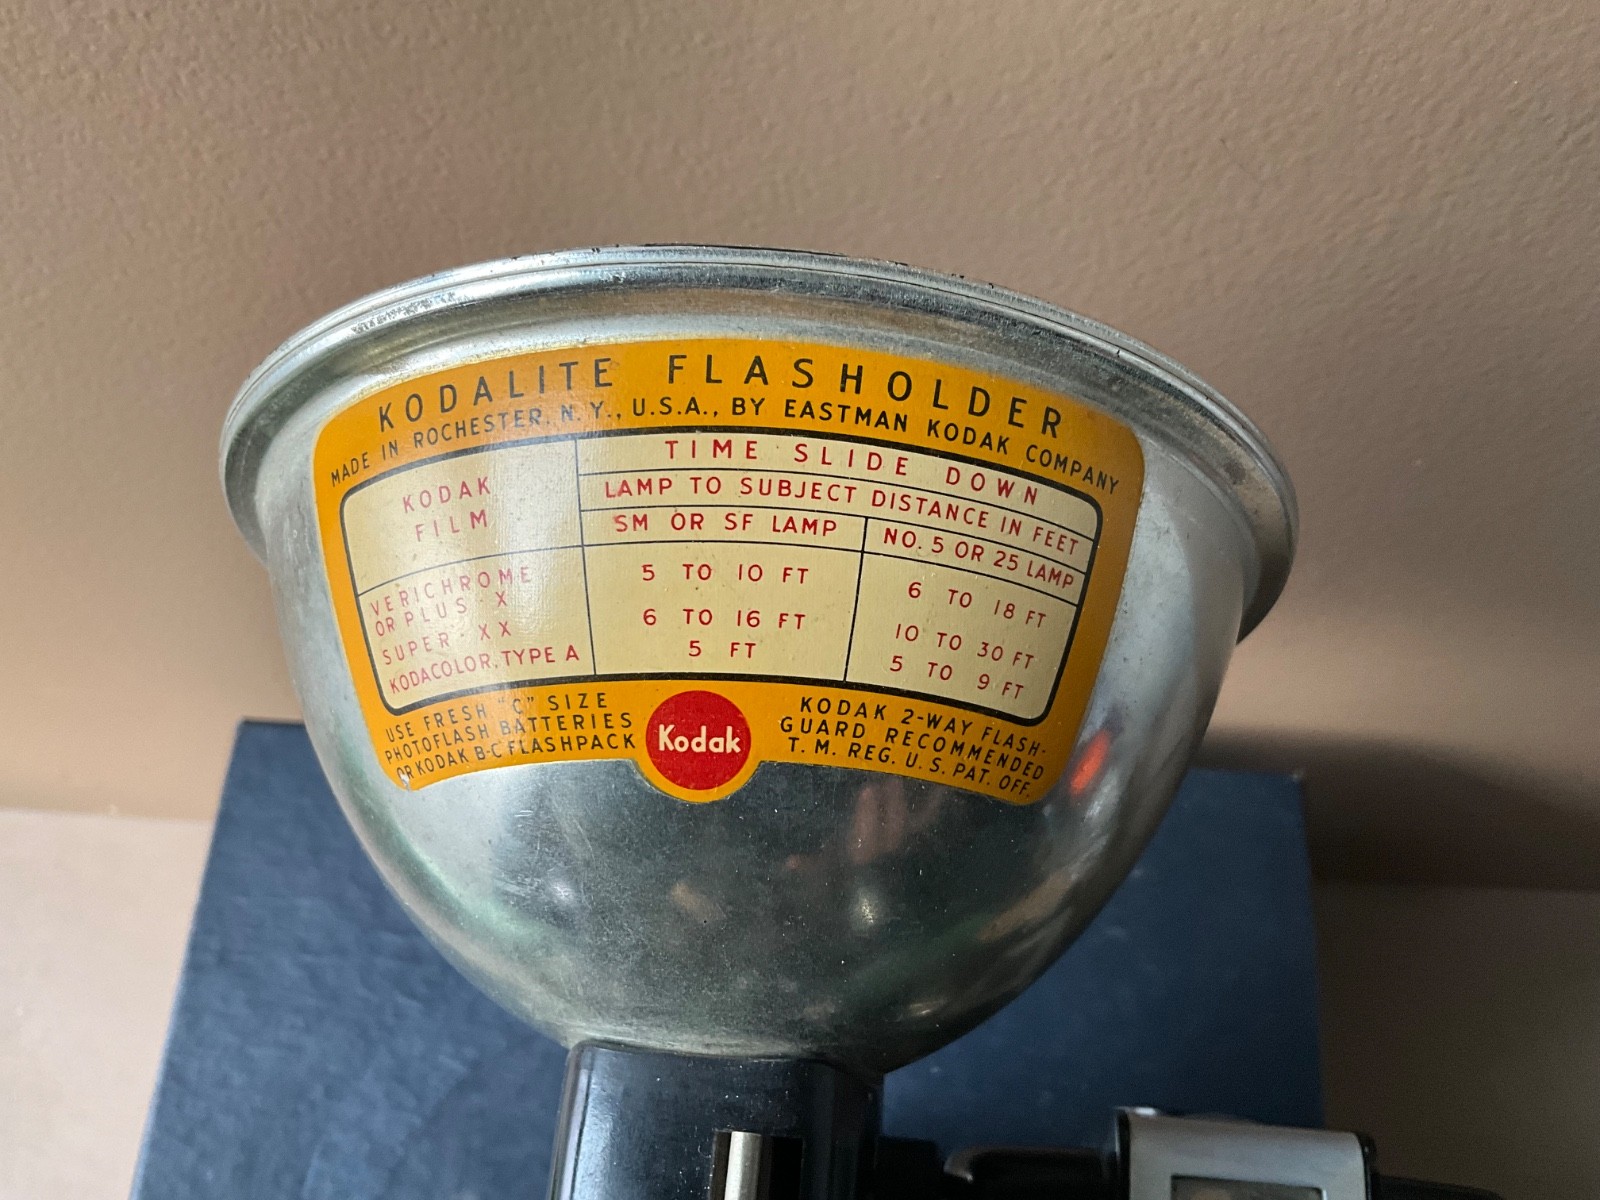 KODALITE FLASHOLDER
MADE IN ROCHESTER, N. Y., U.S.A., BY EASTMAN KODAK COMPANY
KODAK
FILM
TIME SLIDE DOWN
LAMP TO SUBJECT DISTANCE IN FEET
SM OR SF LAMP
NO. 5 OR 25 LAMP
VERICHROME
OR PLUS-X
5 TO 10 FT
6 TO 18 FT
SUPER-XX
6 TO 16 FT
10 TO 30 FT
KODACOLOR, TYPE A
5 FT
5 TO 9 FT
USE FRESH "C" SIZE
PHOTOFLASH BATTERIES
OR KODAK B-C FLASHPACK
Kodak
KODAK 2-WAY FLASH-
GUARD RECOMMENDED
T. M. REG. U. S. PAT. OFF.